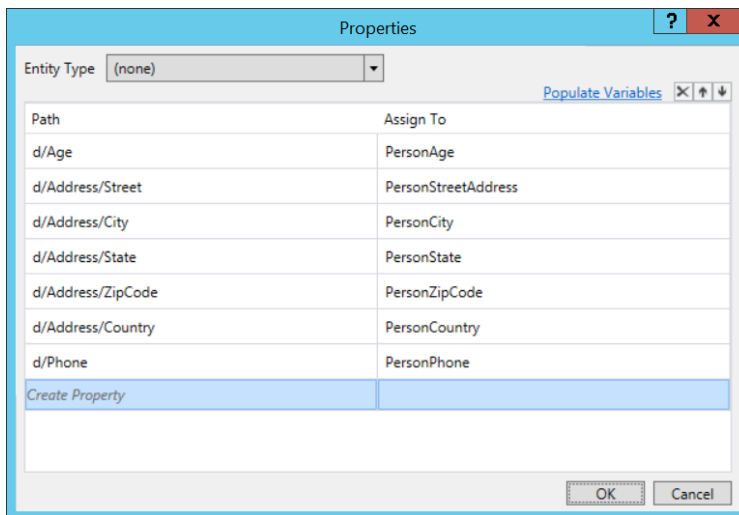 Properties
? X
Entity Type (none)
Populate Variables
Path Assign To
d/Age PersonAge
d/Address/Street PersonStreetAddress
d/Address/City PersonCity
d/Address/State PersonState
d/Address/ZipCode PersonZipCode
d/Address/Country PersonCountry
d/Phone PersonPhone
Create Property
OK Cancel